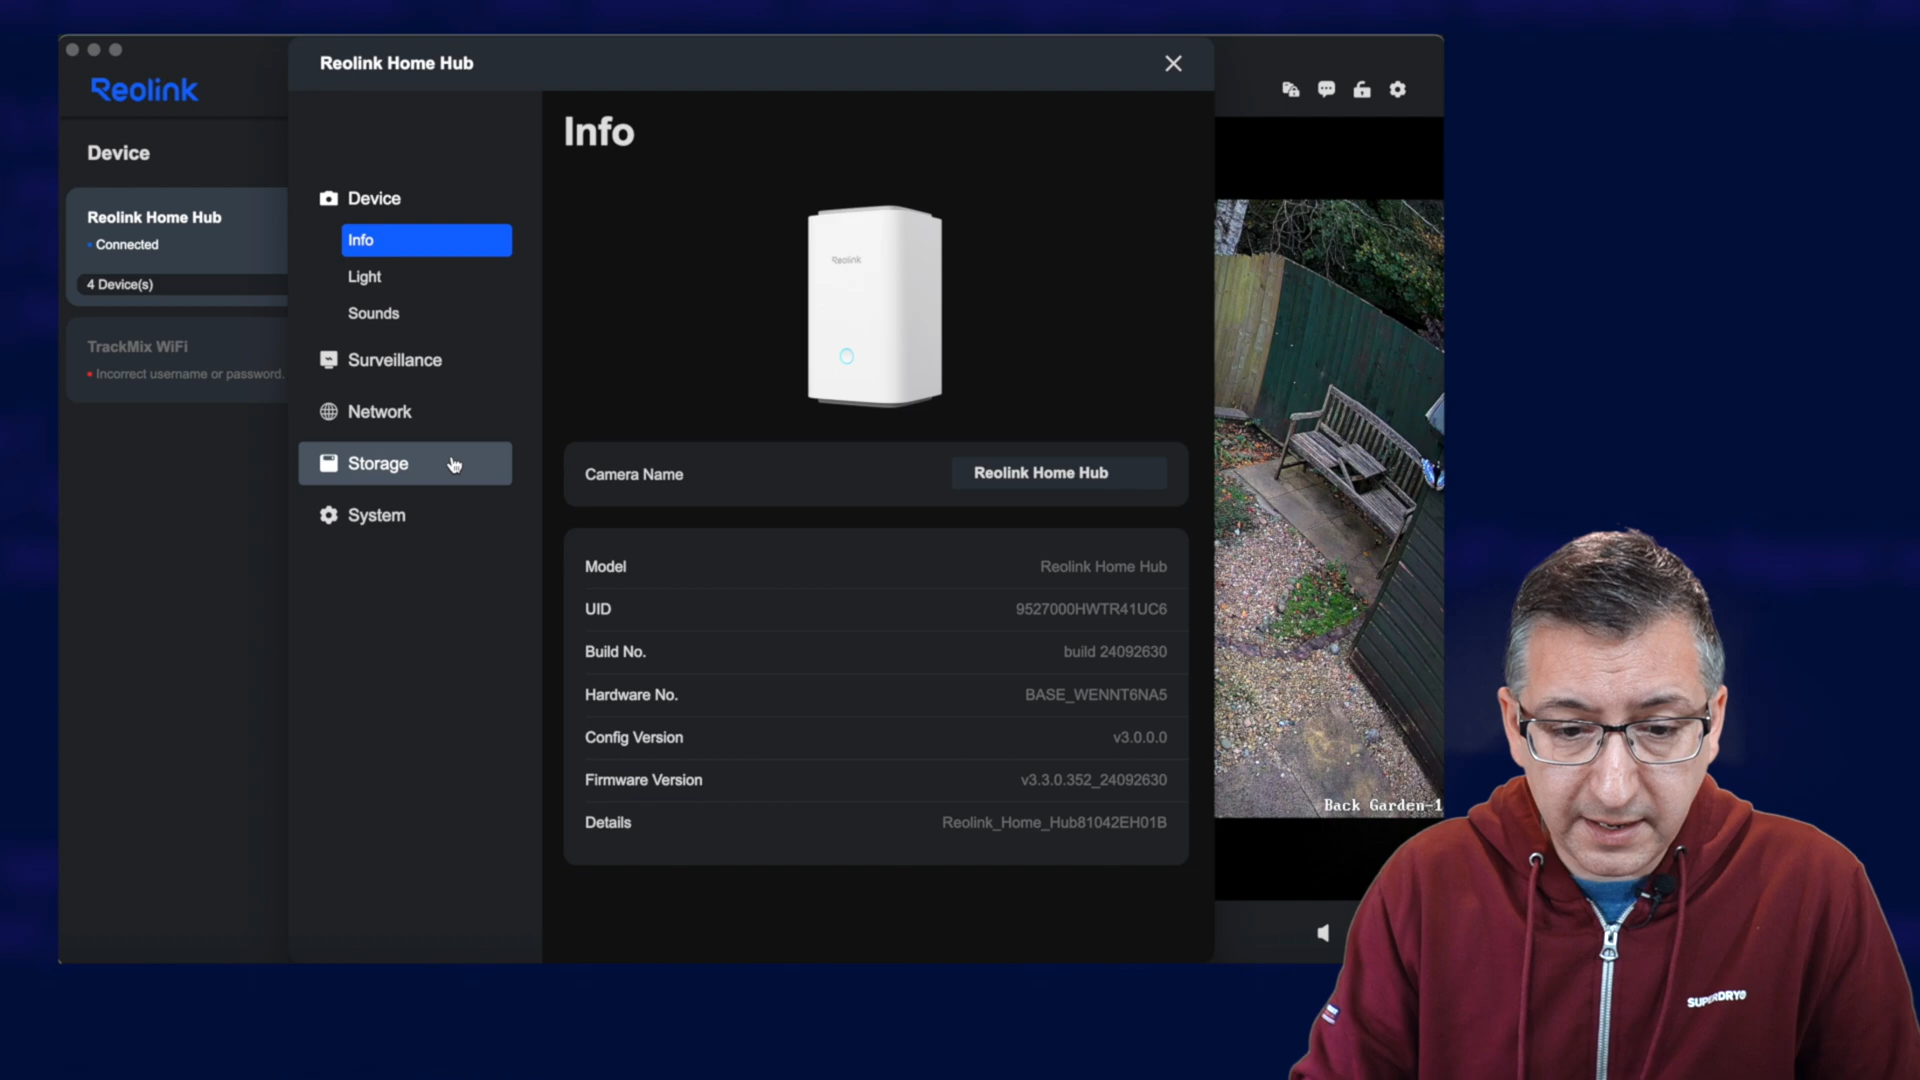 Reolink
Device
Reolink Home Hub
Connected
4 Device(s)
TrackMix WiFi
Incorrect username or password.
Reolink Home Hub
Device
Info
Light
Sounds
Surveillance
Network
Storage
System
Info
Reolink
Camera Name Reolink Home Hub
Model Reolink Home Hub
UID 9527000HWTR41UC6
Build No. build 24092630
Hardware No. BASE_WENNT6NA5
Config Version v3.0.0.0
Firmware Version v3.3.0.352_24092630
Details Reolink_Home_Hub81042EH01B
Back Garden-1
SUPERDRY